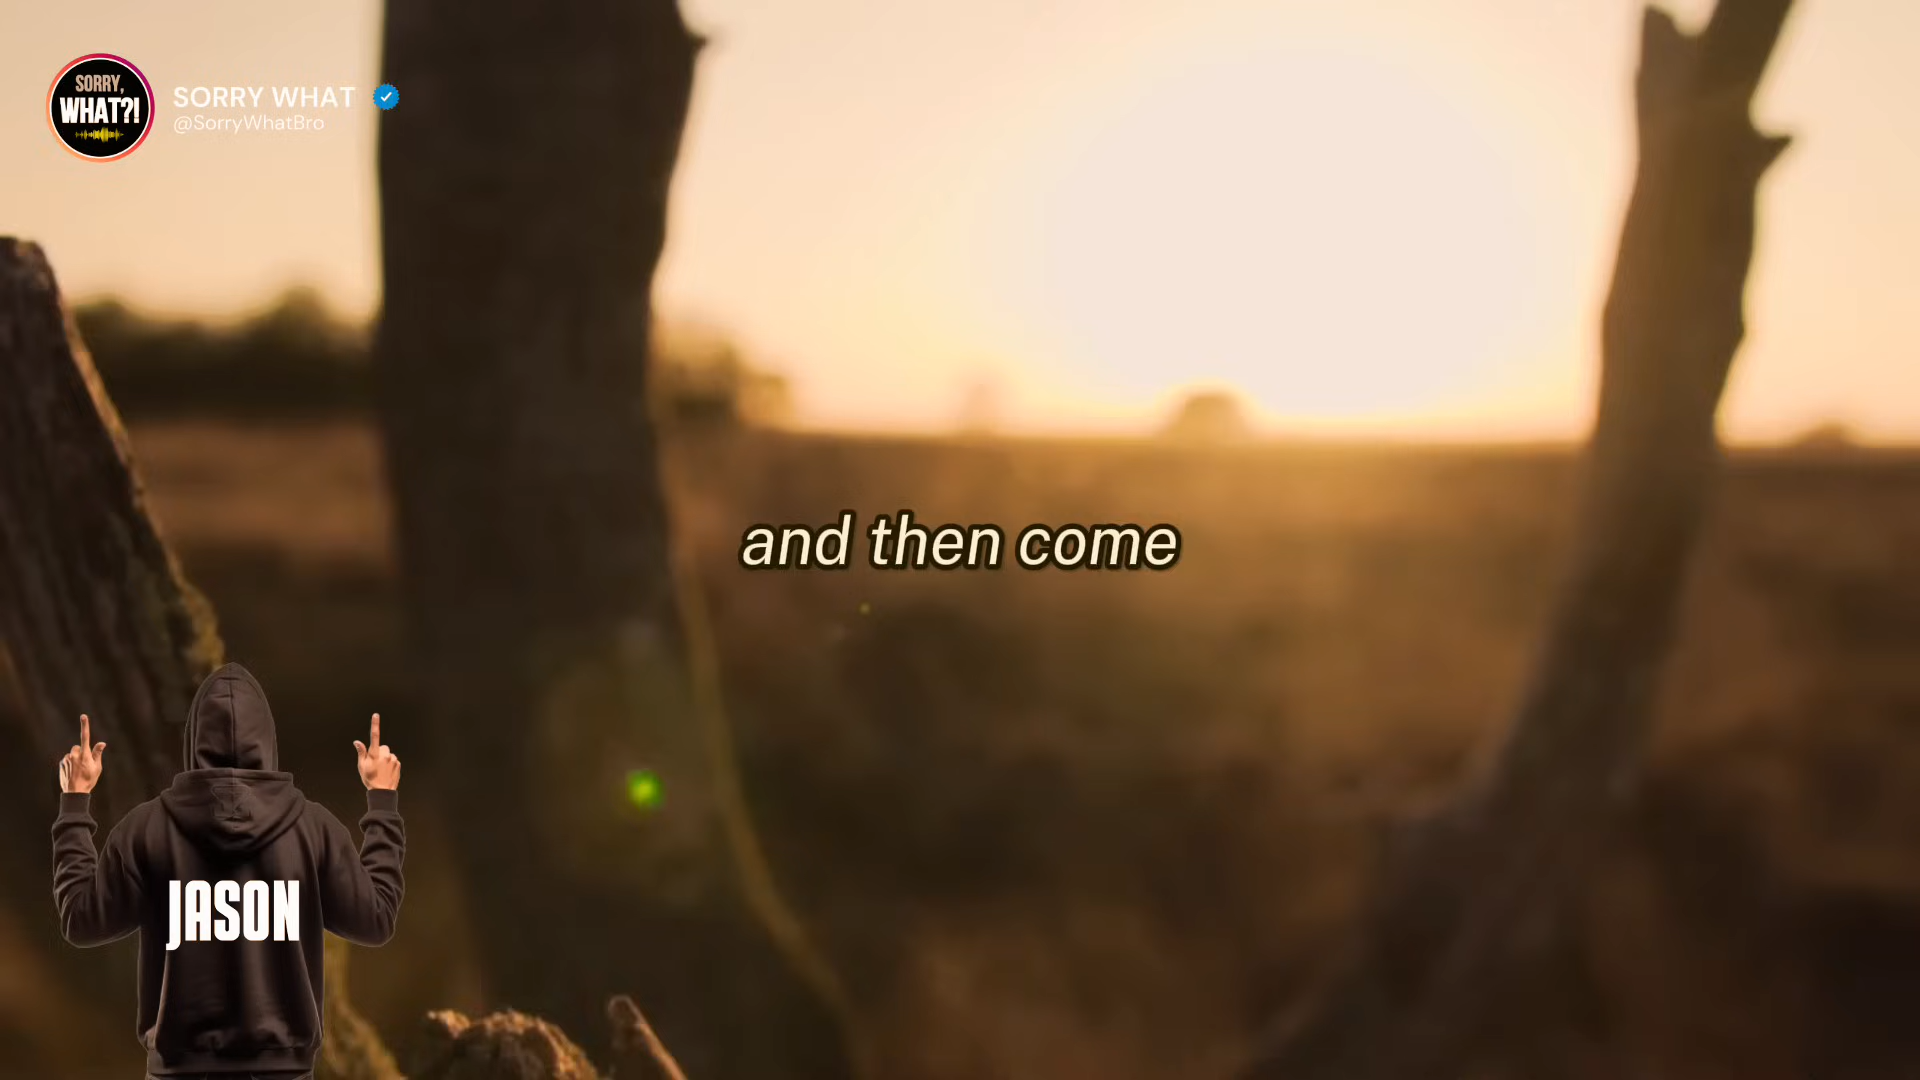 SORRY,
WHAT?!
SORRY WHAT
@SorryWhatBro
and then come
JASON